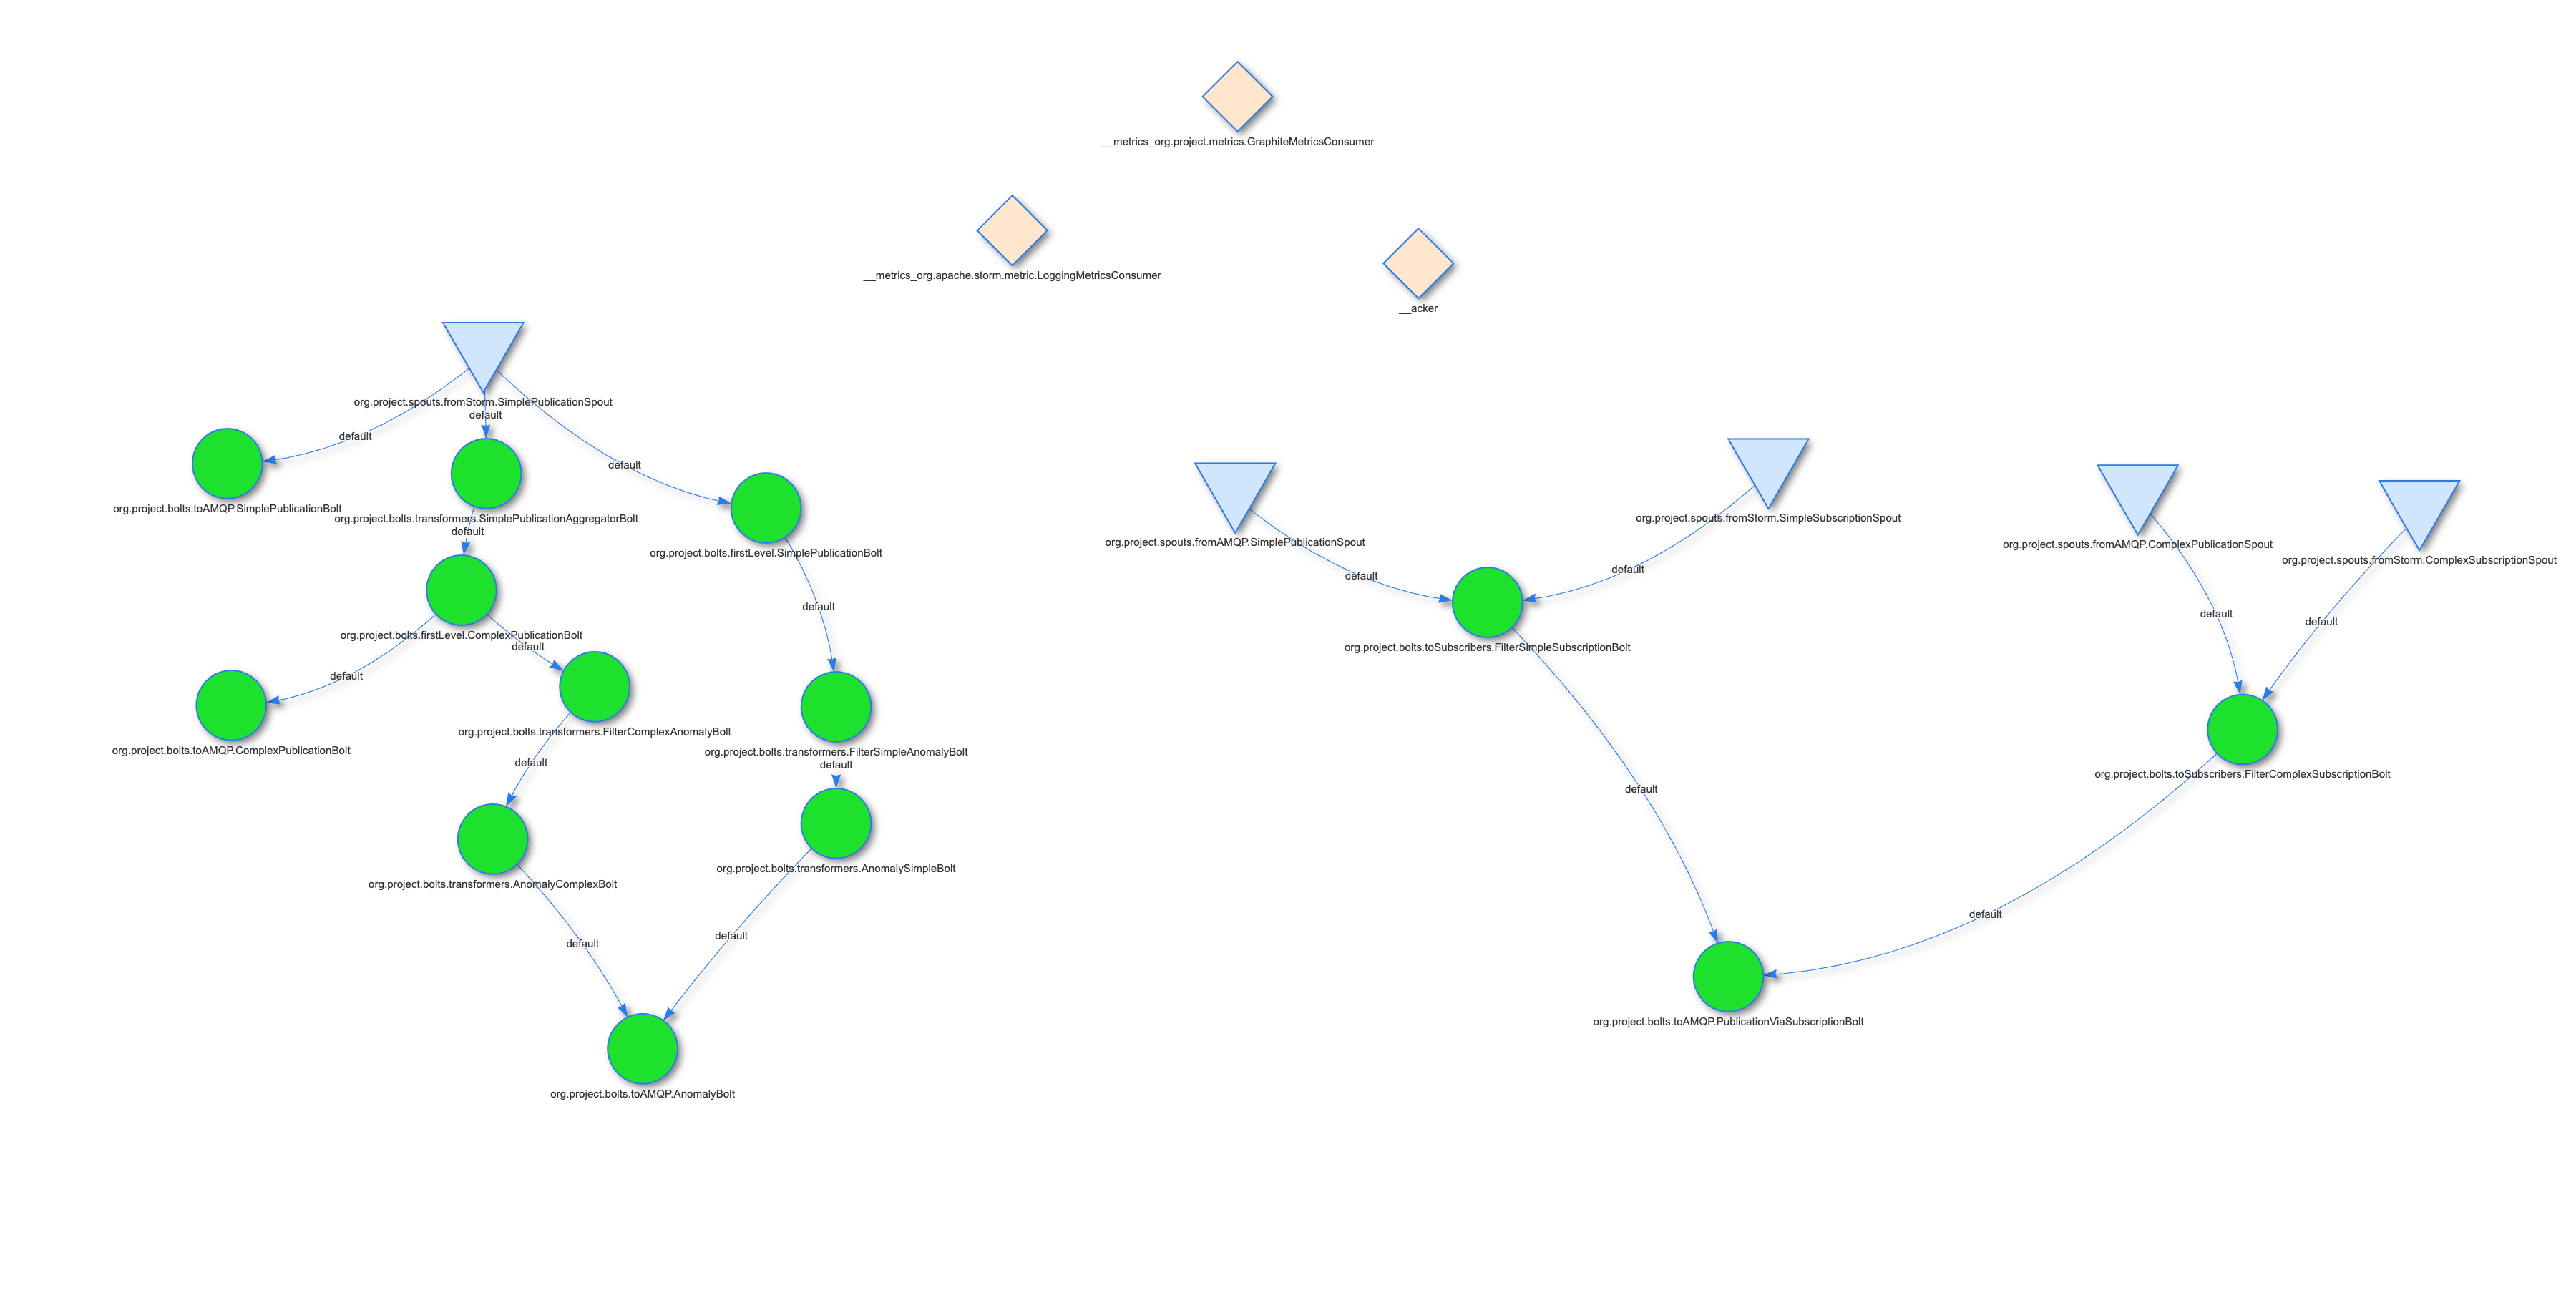 __metrics_org.project.metrics.GraphiteMetricsConsumer
__metrics_org.apache.storm.metric.LoggingMetricsConsumer
__acker
org.project.spouts.fromStorm.SimplePublicationSpout
default
default
default
org.project.bolts.toAMQP.SimplePublicationBolt
org.project.bolts.transformers.SimplePublicationAggregatorBolt
default
org.project.bolts.firstLevel.SimplePublicationBolt
default
org.project.bolts.firstLevel.ComplexPublicationBolt
default
default
org.project.bolts.toAMQP.ComplexPublicationBolt
org.project.bolts.transformers.FilterComplexAnomalyBolt
default
org.project.bolts.transformers.FilterSimpleAnomalyBolt
default
org.project.bolts.transformers.AnomalyComplexBolt
org.project.bolts.transformers.AnomalySimpleBolt
default
default
org.project.bolts.toAMQP.AnomalyBolt
org.project.spouts.fromAMQP.SimplePublicationSpout
org.project.spouts.fromStorm.SimpleSubscriptionSpout
default
default
org.project.bolts.toSubscribers.FilterSimpleSubscriptionBolt
default
org.project.spouts.fromAMQP.ComplexPublicationSpout
org.project.spouts.fromStorm.ComplexSubscriptionSpout
default
default
org.project.bolts.toSubscribers.FilterComplexSubscriptionBolt
default
org.project.bolts.toAMQP.PublicationViaSubscriptionBolt